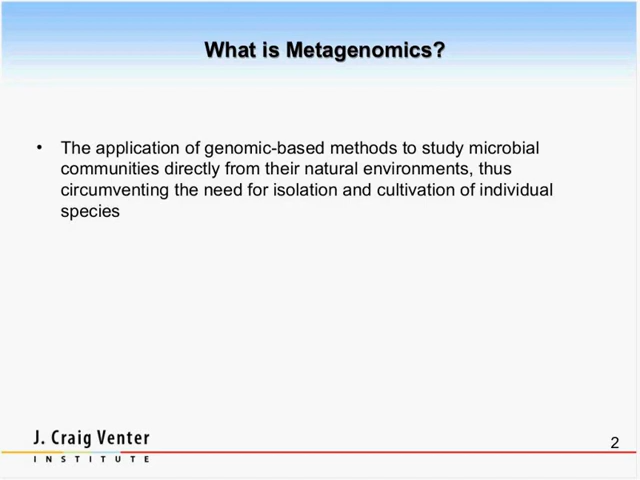 What is Metagenomics?
• The application of genomic-based methods to study microbial
communities directly from their natural environments, thus
circumventing the need for isolation and cultivation of individual
species
J. Craig Venter
INSTITUTE
2